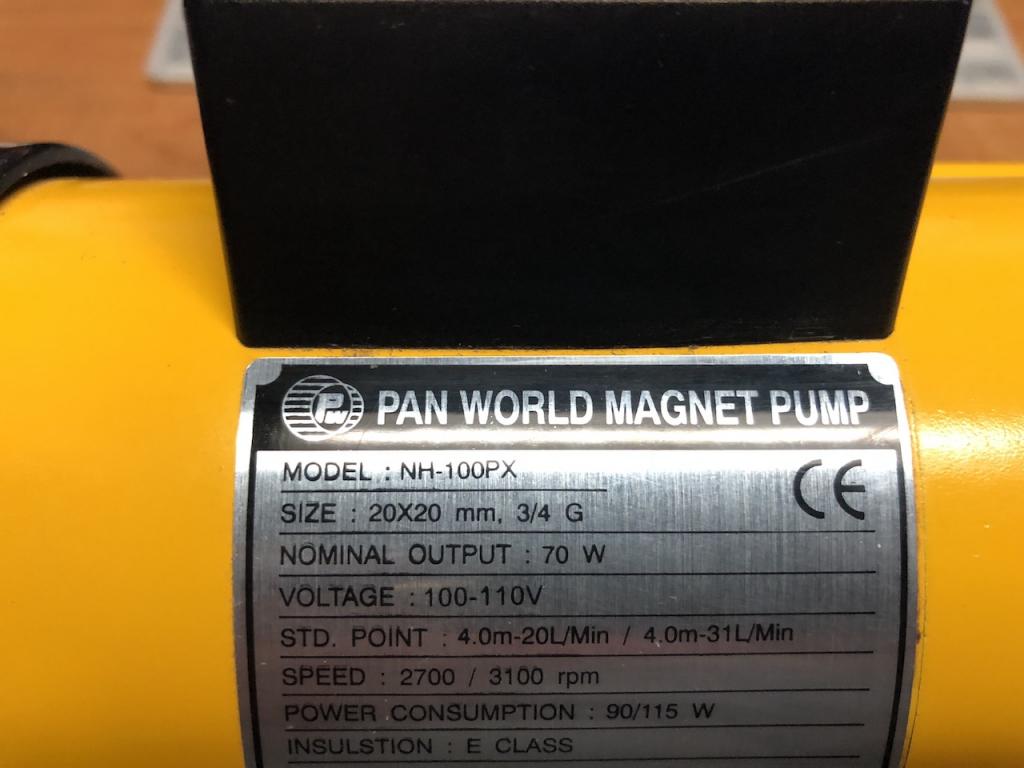 PW PAN WORLD MAGNET PUMP
MODEL : NH-100PX
CE
SIZE : 20X20 mm, 3/4 G
NOMINAL OUTPUT : 70 W
VOLTAGE : 100-110V
STD. POINT : 4.0m-20L/Min / 4.0m-31L/Min
SPEED : 2700 / 3100 rpm
POWER CONSUMPTION : 90/115 W
INSULSTION : E CLASS